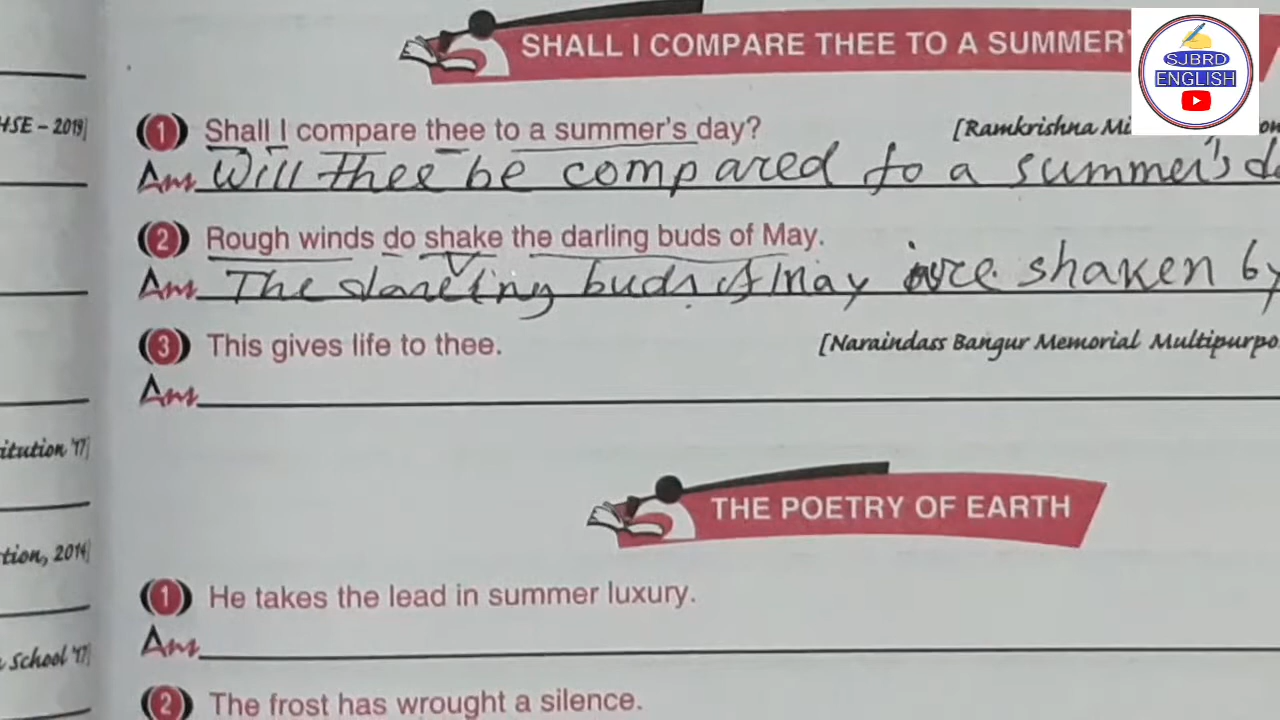 SHALL I COMPARE THEE TO A SUMMER'
SJBRD
ENGLISH
HSE – 2019]
(1) Shall I compare thee to a summer's day?
[Ramkrishna Mi
Ans Will thee be compared to a summer's da
(2) Rough winds do shake the darling buds of May.
Ans The darling buds of May are shaken by
(3) This gives life to thee.
[Naraindass Bangur Memorial Multipurpo
Ans
itution '17]
THE POETRY OF EARTH
tion, 2014]
(1) He takes the lead in summer luxury.
Ans
School '17]
(2) The frost has wrought a silence.